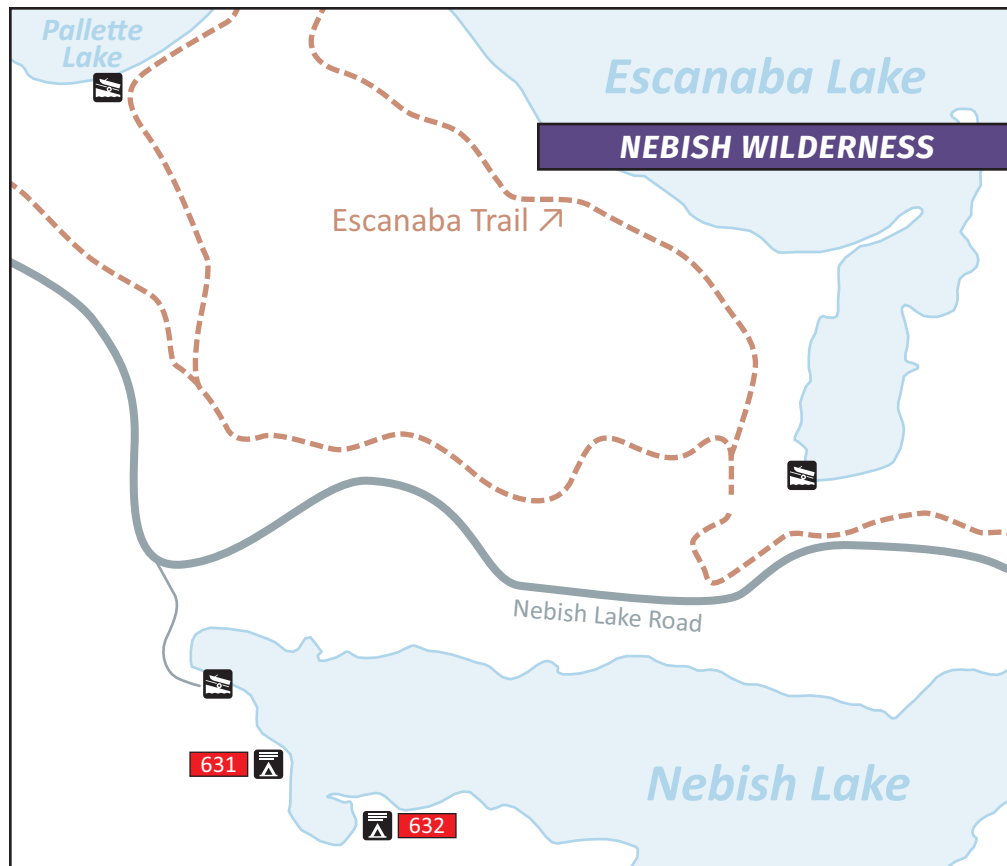 Pallette
Lake
Escanaba Lake
NEBISH WILDERNESS
Escanaba Trail
Nebish Lake Road
631
Nebish Lake
632